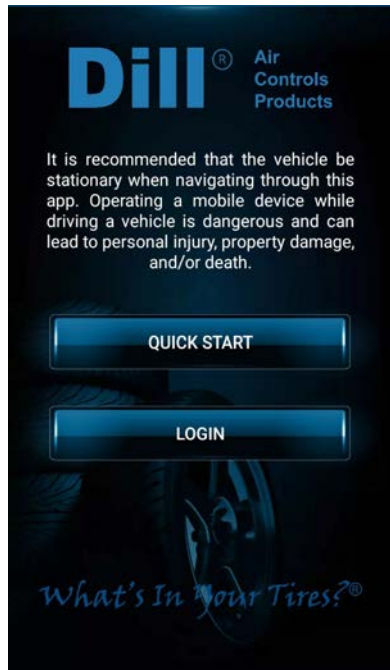 Dill® Air
Controls
Products
It is recommended that the vehicle be
stationary when navigating through this
app. Operating a mobile device while
driving a vehicle is dangerous and can
lead to personal injury, property damage,
and/or death.
QUICK START
LOGIN
What's In Your Tires?®